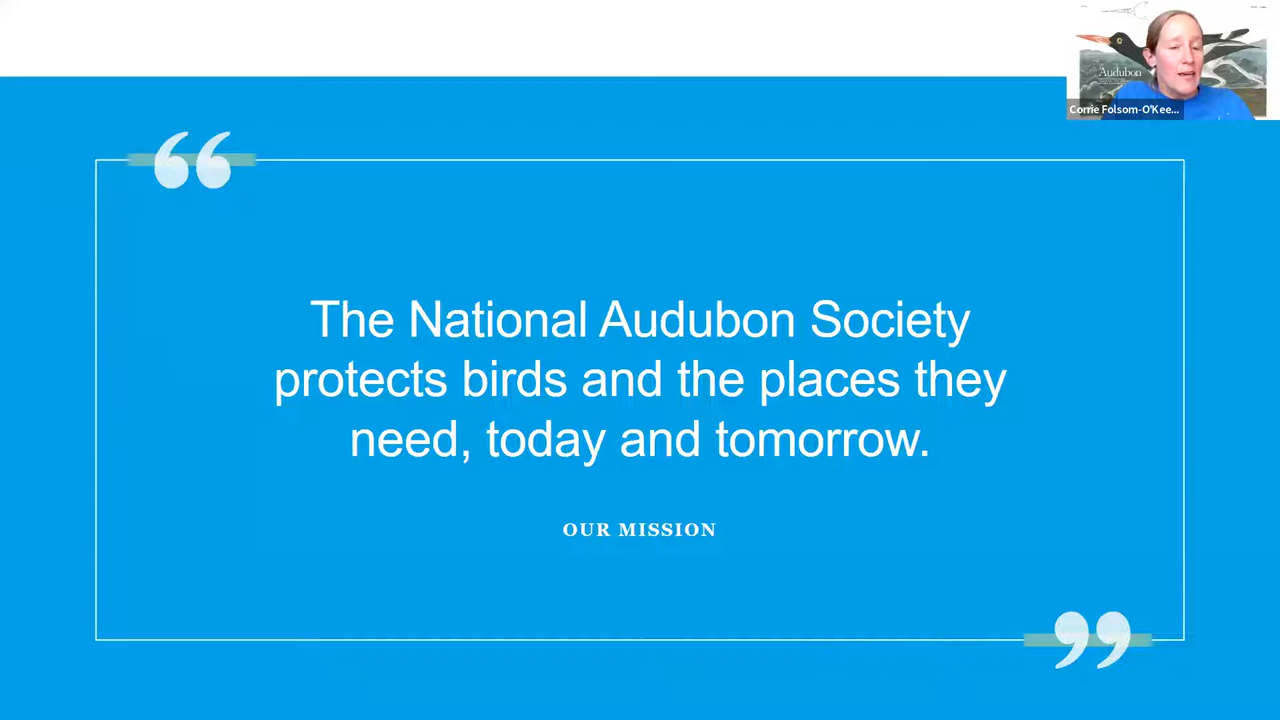 Audubon
Corrie Folsom-O'Kee...
“
The National Audubon Society
protects birds and the places they
need, today and tomorrow.
OUR MISSION
”